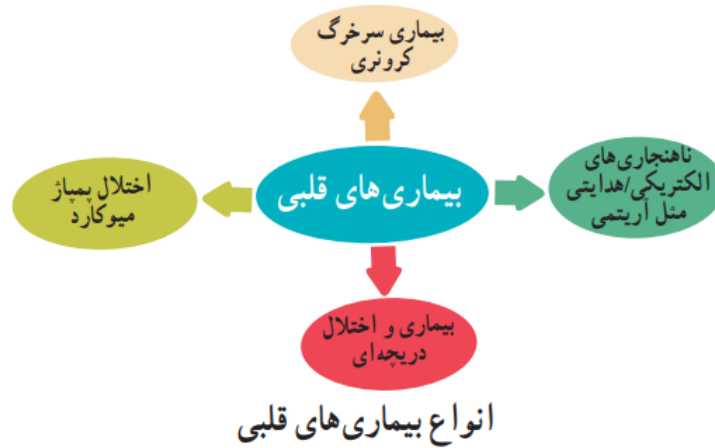 بیماری سرخرگ
کرونری
ناهنجاری‌های
الکتریکی/هدایتی
مثل آریتمی
بیماری‌های قلبی
اختلال پمپاژ
میوکارد
بیماری و اختلال
دریچه‌ای
انواع بیماری‌های قلبی